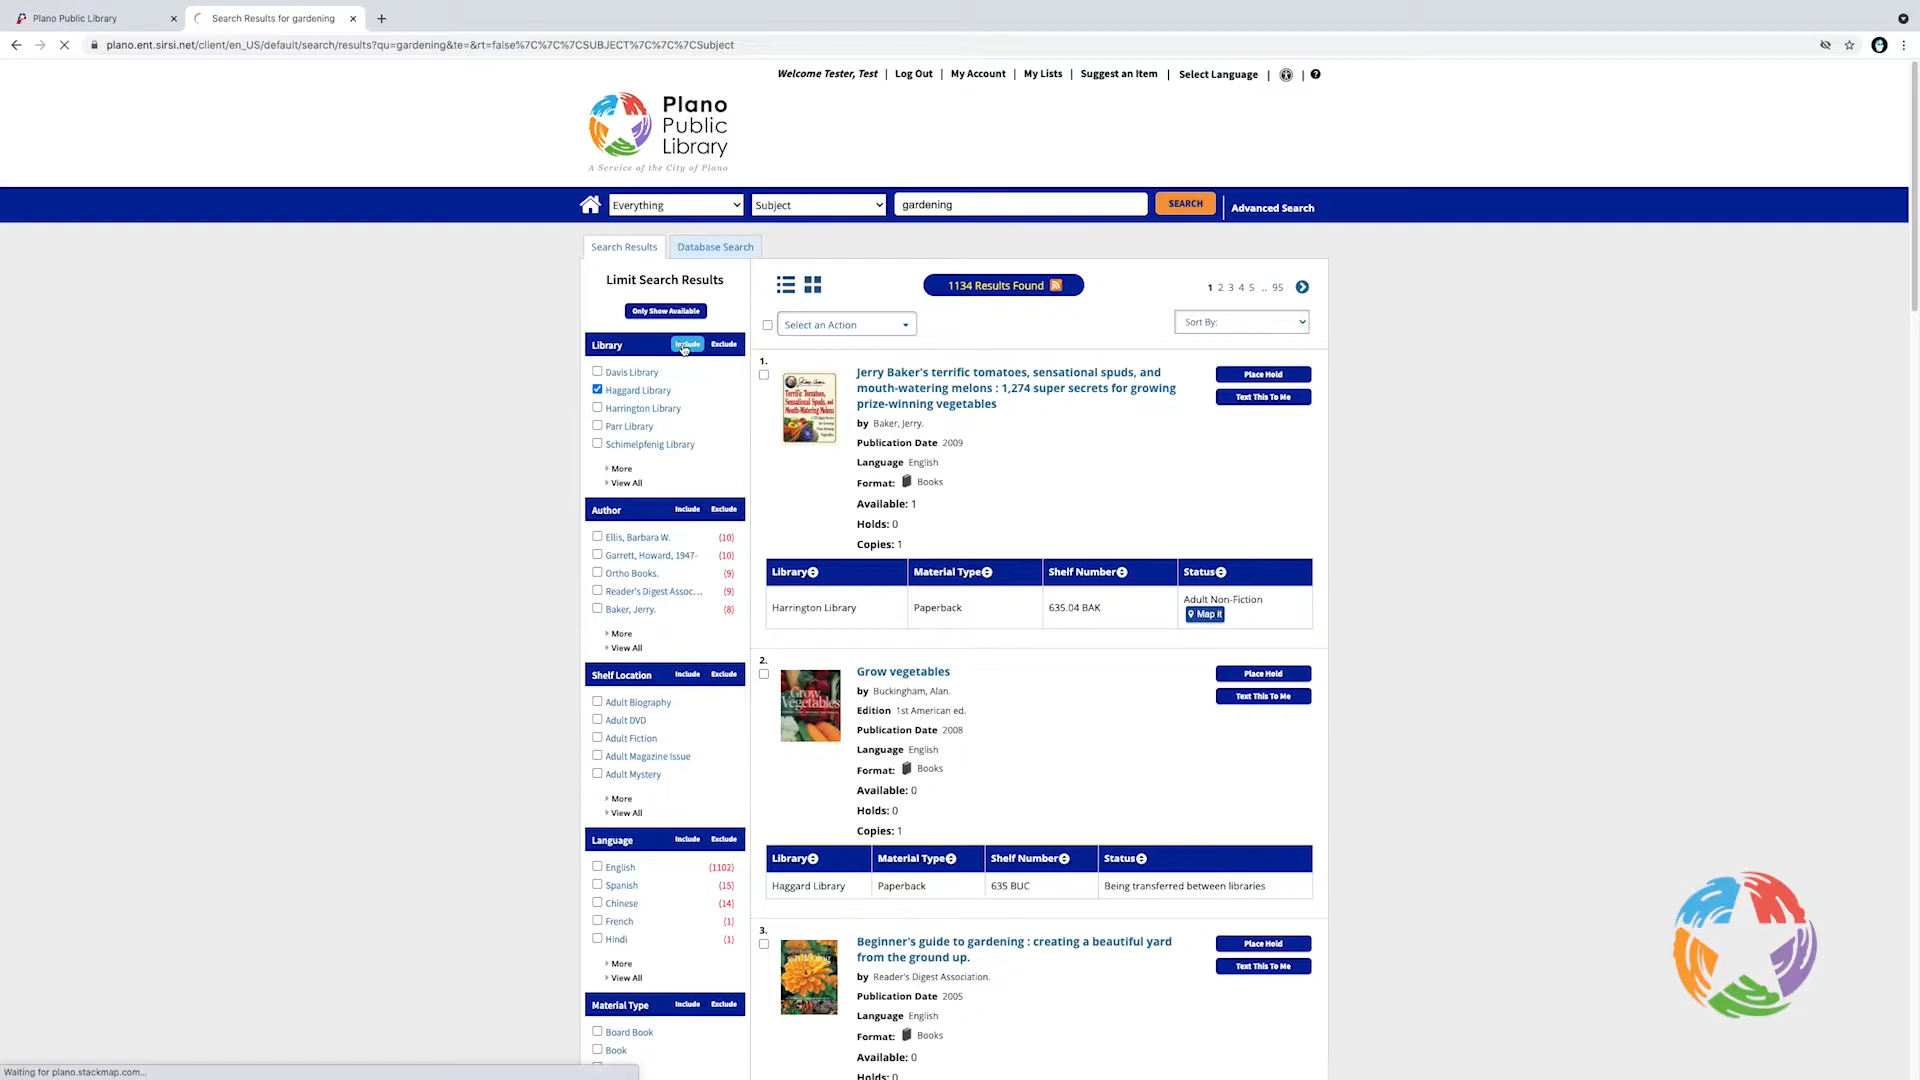 Plano Public Library
Search Results for gardening
plano.ent.sirsi.net/client/en_US/default/search/results?qu=gardening&te=&rt=false%7C%7C%7CSUBJECT%7C%7C%7CSubject
Welcome Tester, Test | Log Out | My Account | My Lists | Suggest an Item | Select Language | |
Plano
Public
Library
A Service of the City of Plano
Everything
Subject
gardening
SEARCH
Advanced Search
Search Results
Database Search
Limit Search Results
Only Show Available
Library Include Exclude
Davis Library
Haggard Library
Harrington Library
Parr Library
Schimelpfenig Library
More
View All
Author Include Exclude
Ellis, Barbara W. (10)
Garrett, Howard, 1947- (10)
Ortho Books. (9)
Reader's Digest Assoc... (9)
Baker, Jerry. (8)
More
View All
Shelf Location Include Exclude
Adult Biography
Adult DVD
Adult Fiction
Adult Magazine Issue
Adult Mystery
More
View All
Language Include Exclude
English (1102)
Spanish (15)
Chinese (14)
French (1)
Hindi (1)
More
View All
Material Type Include Exclude
Board Book
Book
1134 Results Found
1 2 3 4 5 .. 95
Select an Action
Sort By:
1.
Jerry Baker's terrific tomatoes, sensational spuds, and
mouth-watering melons : 1,274 super secrets for growing
prize-winning vegetables
by Baker, Jerry.
Publication Date 2009
Language English
Format: Books
Available: 1
Holds: 0
Copies: 1
Place Hold
Text This To Me
Library Material Type Shelf Number Status
Harrington Library Paperback 635.04 BAK Adult Non-Fiction
Map it
2.
Grow
Vegetables
Grow vegetables
by Buckingham, Alan.
Edition 1st American ed.
Publication Date 2008
Language English
Format: Books
Available: 0
Holds: 0
Copies: 1
Place Hold
Text This To Me
Library Material Type Shelf Number Status
Haggard Library Paperback 635 BUC Being transferred between libraries
3.
gardening
Beginner's guide to gardening : creating a beautiful yard
from the ground up.
by Reader's Digest Association.
Publication Date 2005
Language English
Format: Books
Available: 0
Holds: 0
Place Hold
Text This To Me
Waiting for plano.stackmap.com...